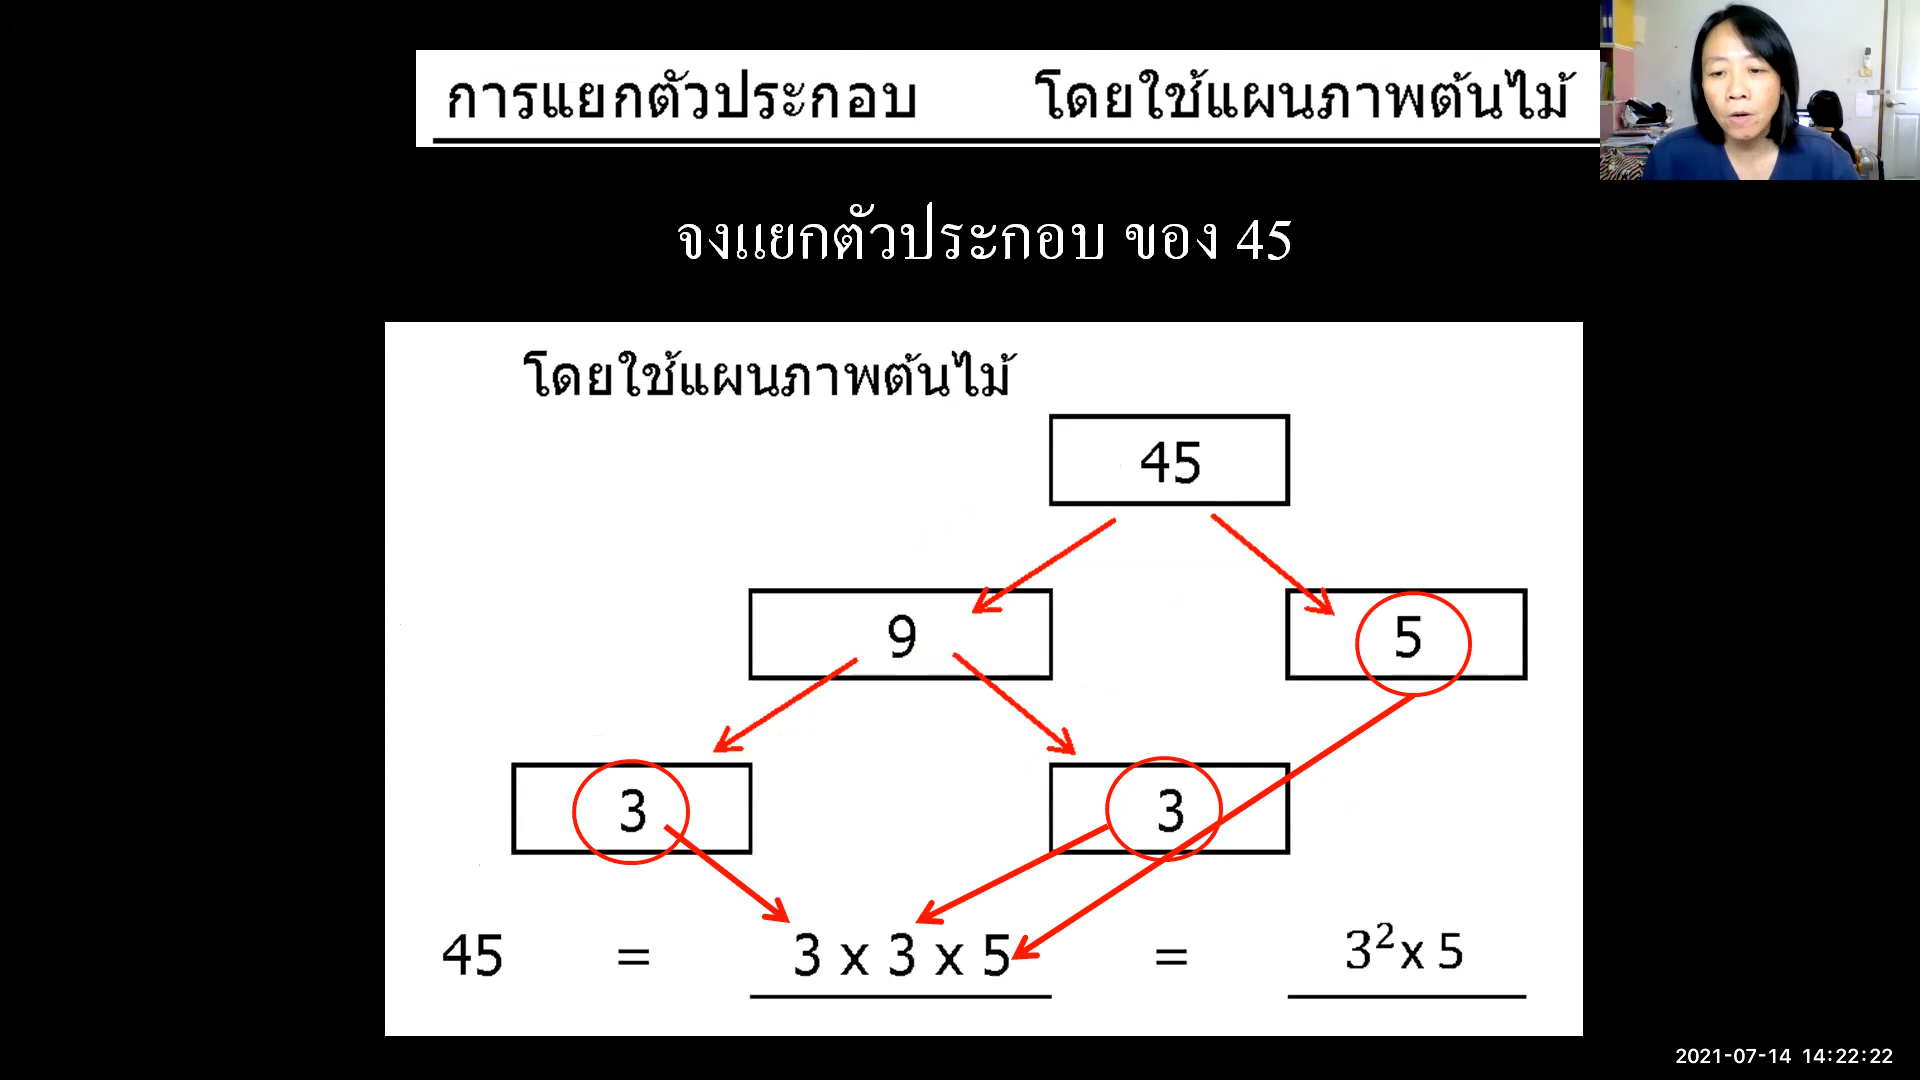 การแยกตัวประกอบ โดยใช้แผนภาพต้นไม้
จงแยกตัวประกอบ ของ 45
โดยใช้แผนภาพต้นไม้
45
9 5
3 3
45 = 3 x 3 x 5 = 3² x 5
2021-07-14 14:22:22